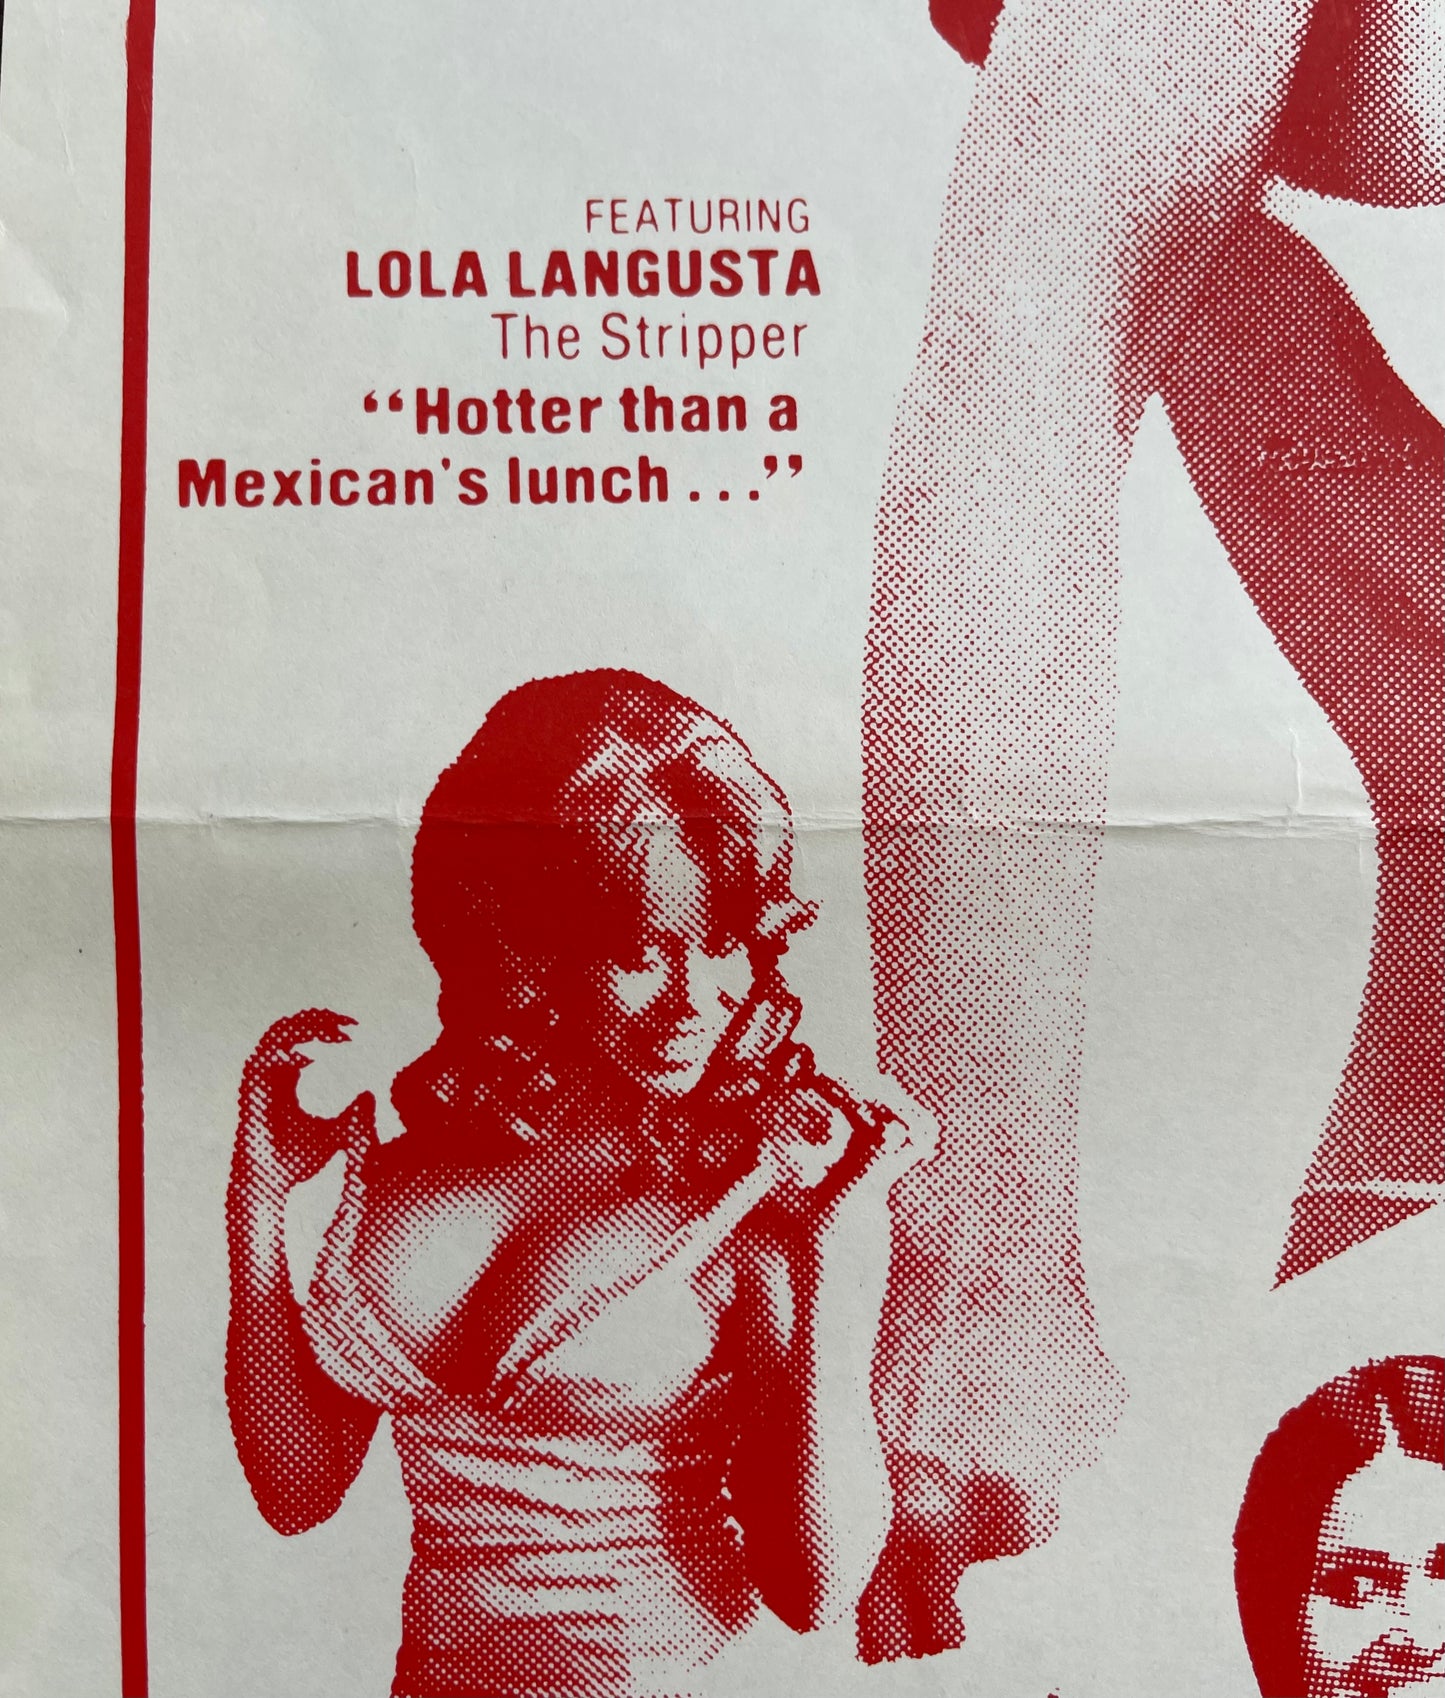 FEATURING
LOLA LANGUSTA
The Stripper
“Hotter than a
Mexican's lunch . . .”